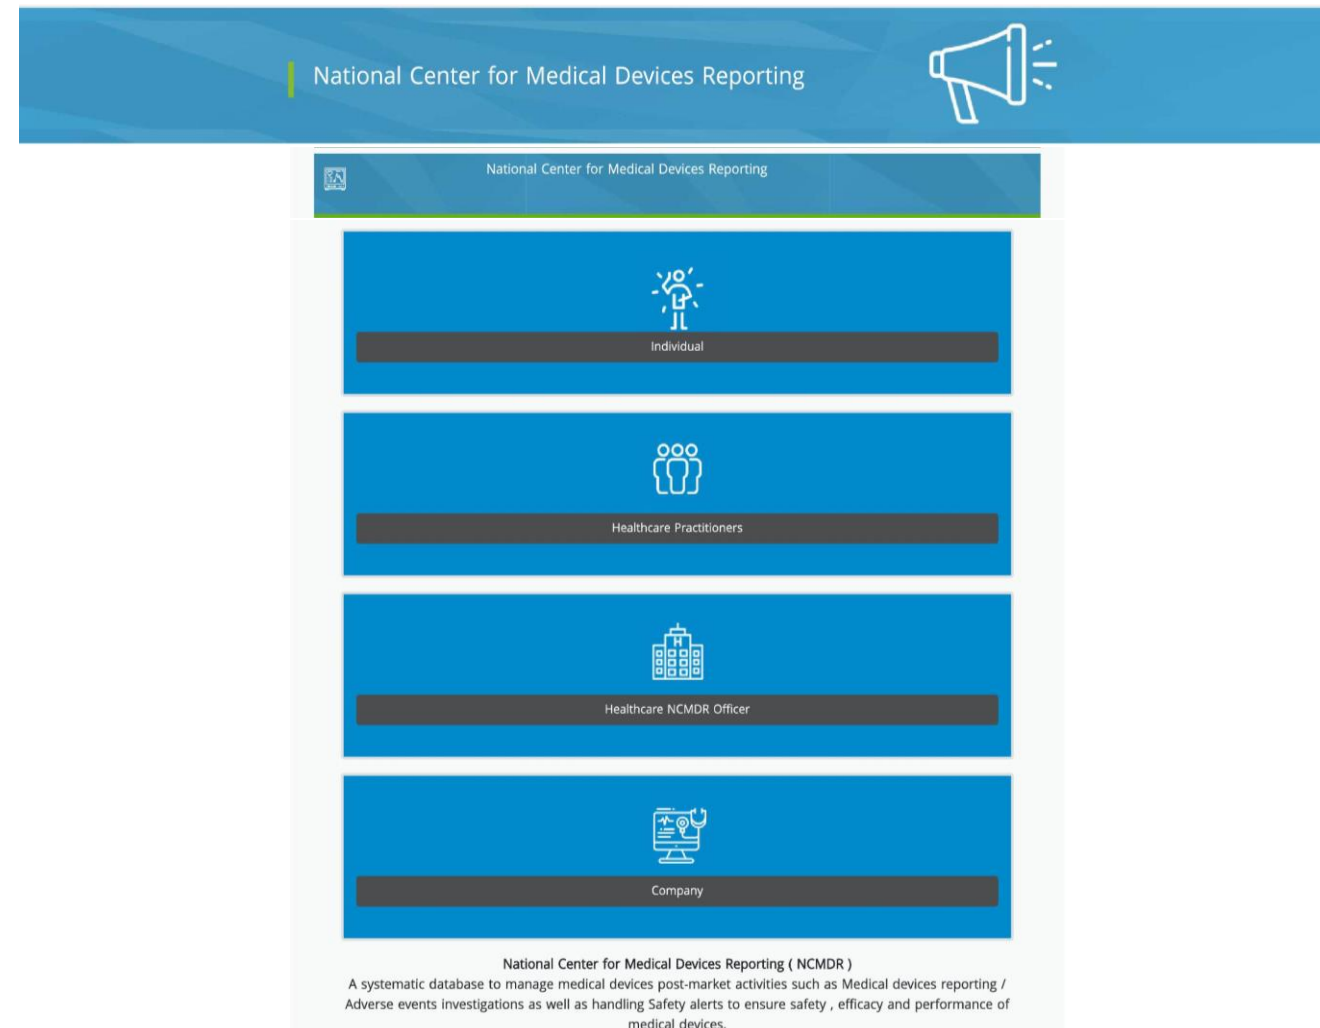 National Center for Medical Devices Reporting
National Center for Medical Devices Reporting
Individual
Healthcare Practitioners
Healthcare NCMDR Officer
Company
National Center for Medical Devices Reporting ( NCMDR )
A systematic database to manage medical devices post-market activities such as Medical devices reporting /
Adverse events investigations as well as handling Safety alerts to ensure safety , efficacy and performance of
medical devices.